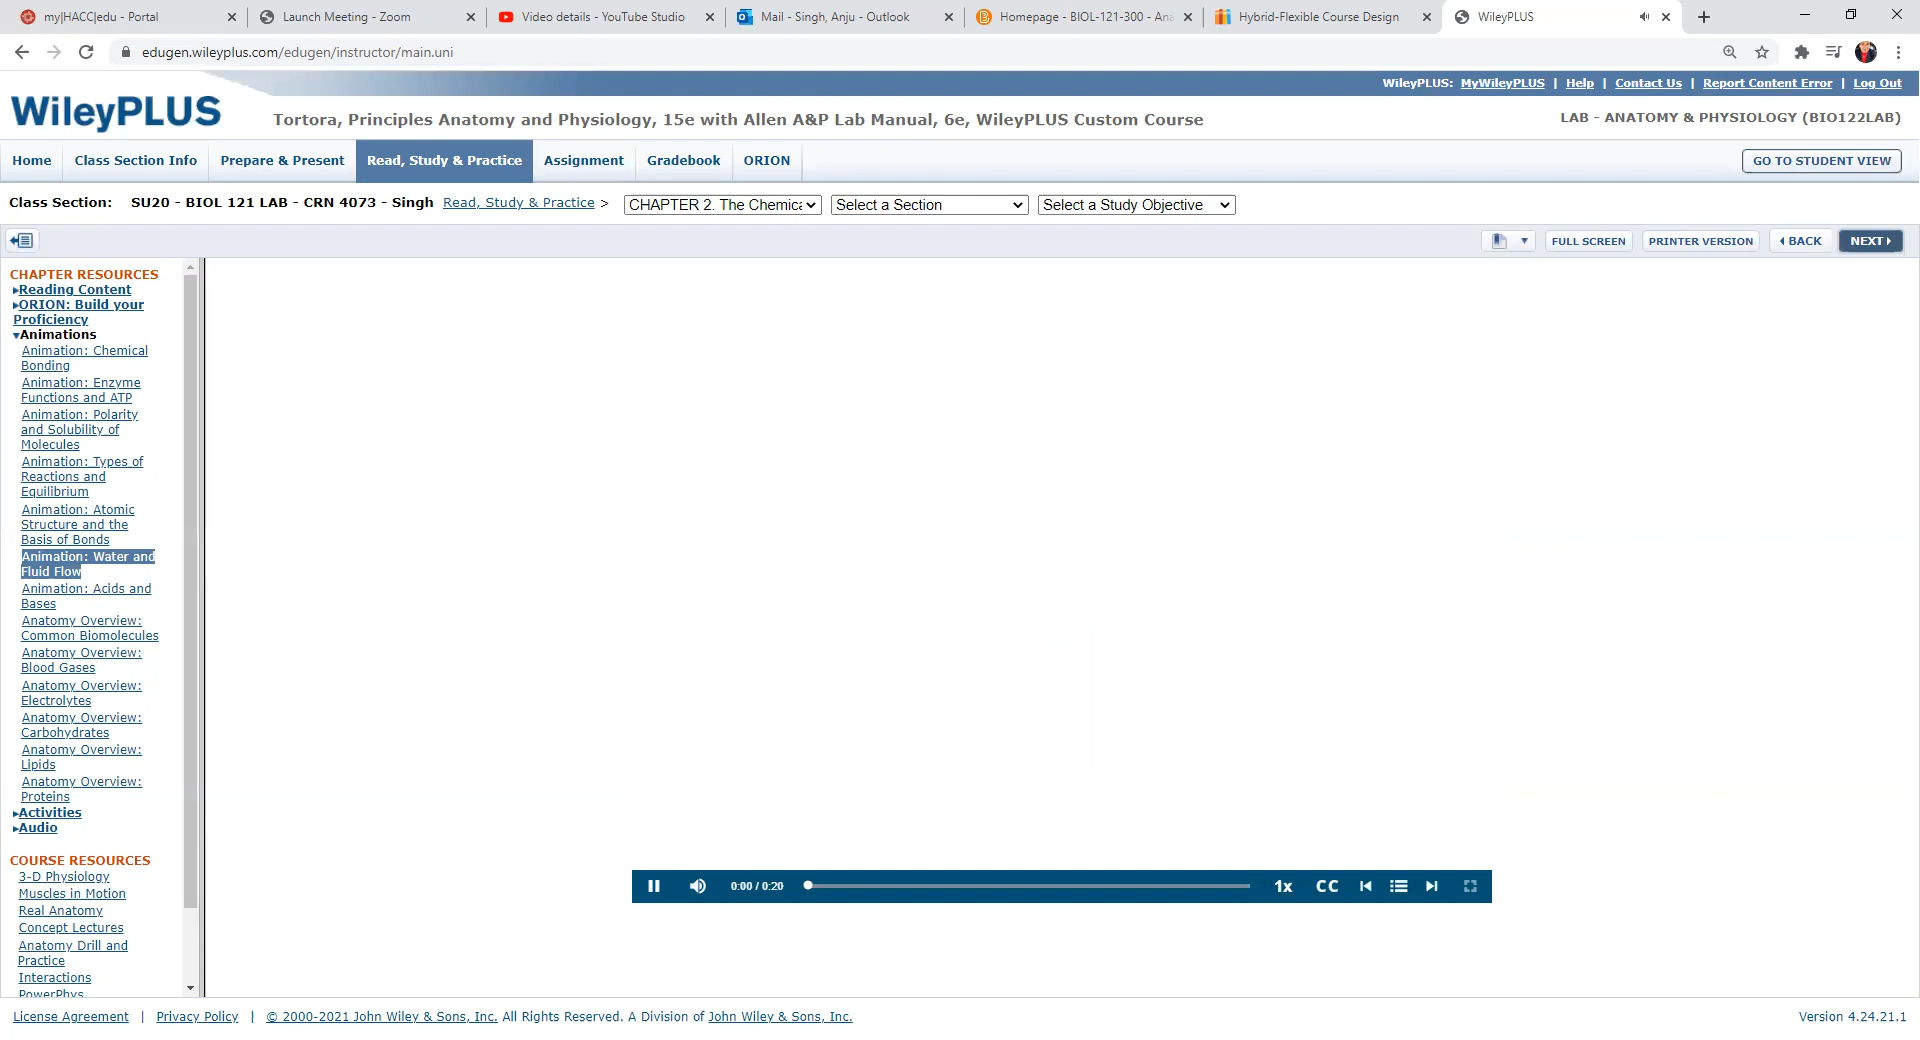 my|HACC|edu - Portal
Launch Meeting - Zoom
Video details - YouTube Studio
Mail - Singh, Anju - Outlook
Homepage - BIOL-121-300 - Ana
Hybrid-Flexible Course Design
WileyPLUS
edugen.wileyplus.com/edugen/instructor/main.uni
WileyPLUS: MyWileyPLUS | Help | Contact Us | Report Content Error | Log Out
WileyPLUS
Tortora, Principles Anatomy and Physiology, 15e with Allen A&P Lab Manual, 6e, WileyPLUS Custom Course
LAB - ANATOMY & PHYSIOLOGY (BIO122LAB)
Home
Class Section Info
Prepare & Present
Read, Study & Practice
Assignment
Gradebook
ORION
GO TO STUDENT VIEW
Class Section: SU20 - BIOL 121 LAB - CRN 4073 - Singh Read, Study & Practice >
CHAPTER 2. The Chemica
Select a Section
Select a Study Objective
FULL SCREEN
PRINTER VERSION
BACK
NEXT
CHAPTER RESOURCES
Reading Content
ORION: Build your
Proficiency
Animations
Animation: Chemical
Bonding
Animation: Enzyme
Functions and ATP
Animation: Polarity
and Solubility of
Molecules
Animation: Types of
Reactions and
Equilibrium
Animation: Atomic
Structure and the
Basis of Bonds
Animation: Water and
Fluid Flow
Animation: Acids and
Bases
Anatomy Overview:
Common Biomolecules
Anatomy Overview:
Blood Gases
Anatomy Overview:
Electrolytes
Anatomy Overview:
Carbohydrates
Anatomy Overview:
Lipids
Anatomy Overview:
Proteins
Activities
Audio
COURSE RESOURCES
3-D Physiology
Muscles in Motion
Real Anatomy
Concept Lectures
Anatomy Drill and
Practice
Interactions
PowerPhys
0:00 / 0:20
1x
CC
License Agreement | Privacy Policy | © 2000-2021 John Wiley & Sons, Inc. All Rights Reserved. A Division of John Wiley & Sons, Inc.
Version 4.24.21.1